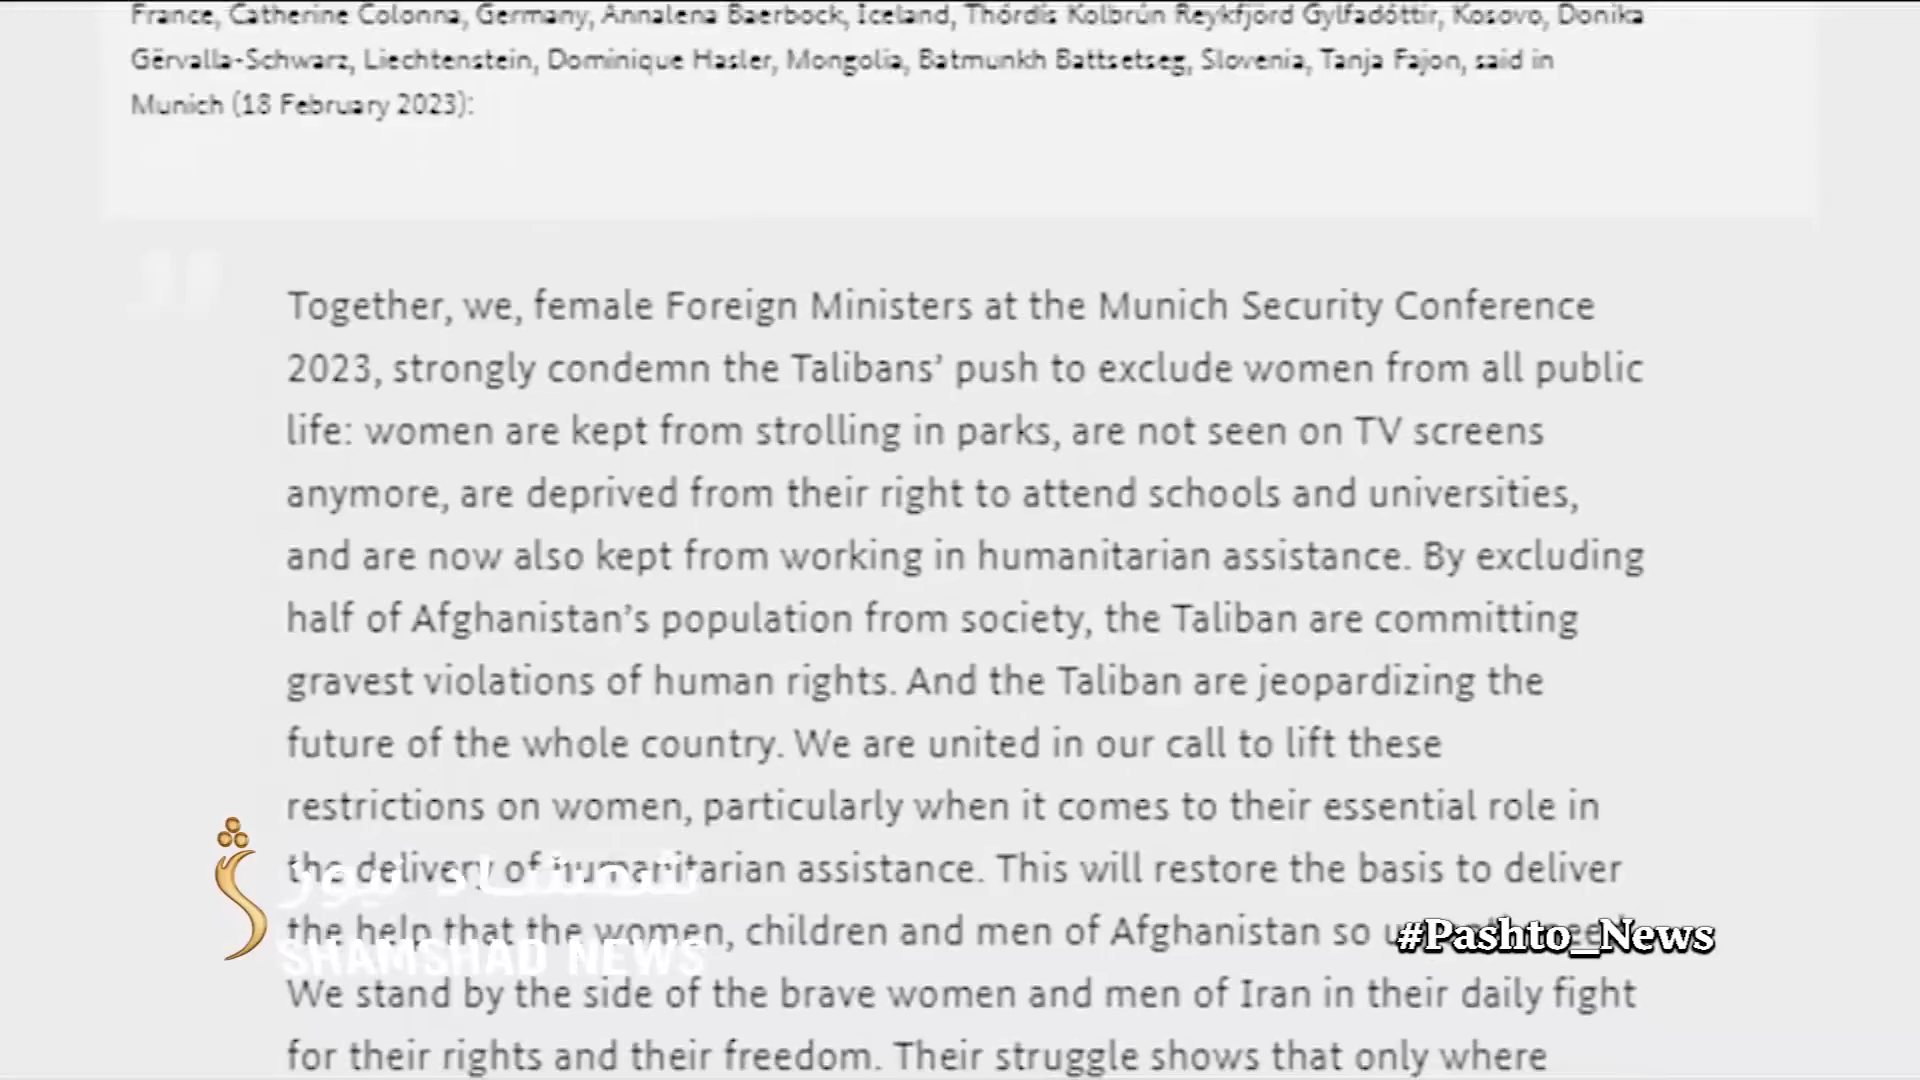 France, Catherine Colonna, Germany, Annalena Baerbock, Iceland, Thórdís Kolbrún Reykfjörd Gylfadóttir, Kosovo, Donika
Gërvalla-Schwarz, Liechtenstein, Dominique Hasler, Mongolia, Batmunkh Battsetseg, Slovenia, Tanja Fajon, said in
Munich (18 February 2023):
Together, we, female Foreign Ministers at the Munich Security Conference
2023, strongly condemn the Talibans’ push to exclude women from all public
life: women are kept from strolling in parks, are not seen on TV screens
anymore, are deprived from their right to attend schools and universities,
and are now also kept from working in humanitarian assistance. By excluding
half of Afghanistan’s population from society, the Taliban are committing
gravest violations of human rights. And the Taliban are jeopardizing the
future of the whole country. We are united in our call to lift these
restrictions on women, particularly when it comes to their essential role in
the delivery of humanitarian assistance. This will restore the basis to deliver
the help that the women, children and men of Afghanistan so
We stand by the side of the brave women and men of Iran in their daily fight
for their rights and their freedom. Their struggle shows that only where
شمشاد نیوز
SHAMSHAD NEWS
#Pashto_News